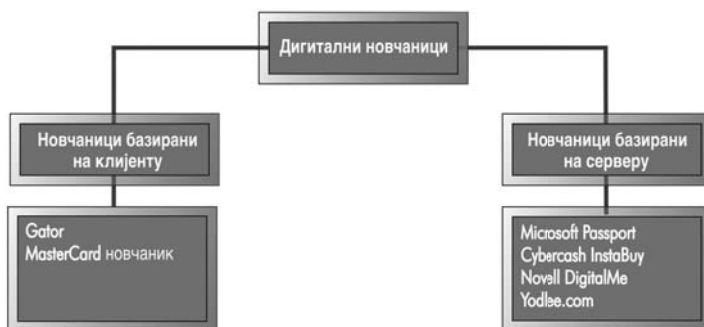 Дигитални новчаници
Новчаници базирани
на клијенту
Новчаници базирани
на серверу
Gator
MasterCard новчаник
Microsoft Passport
Cybercash InstaBuy
Novell DigitalMe
Yodlee.com